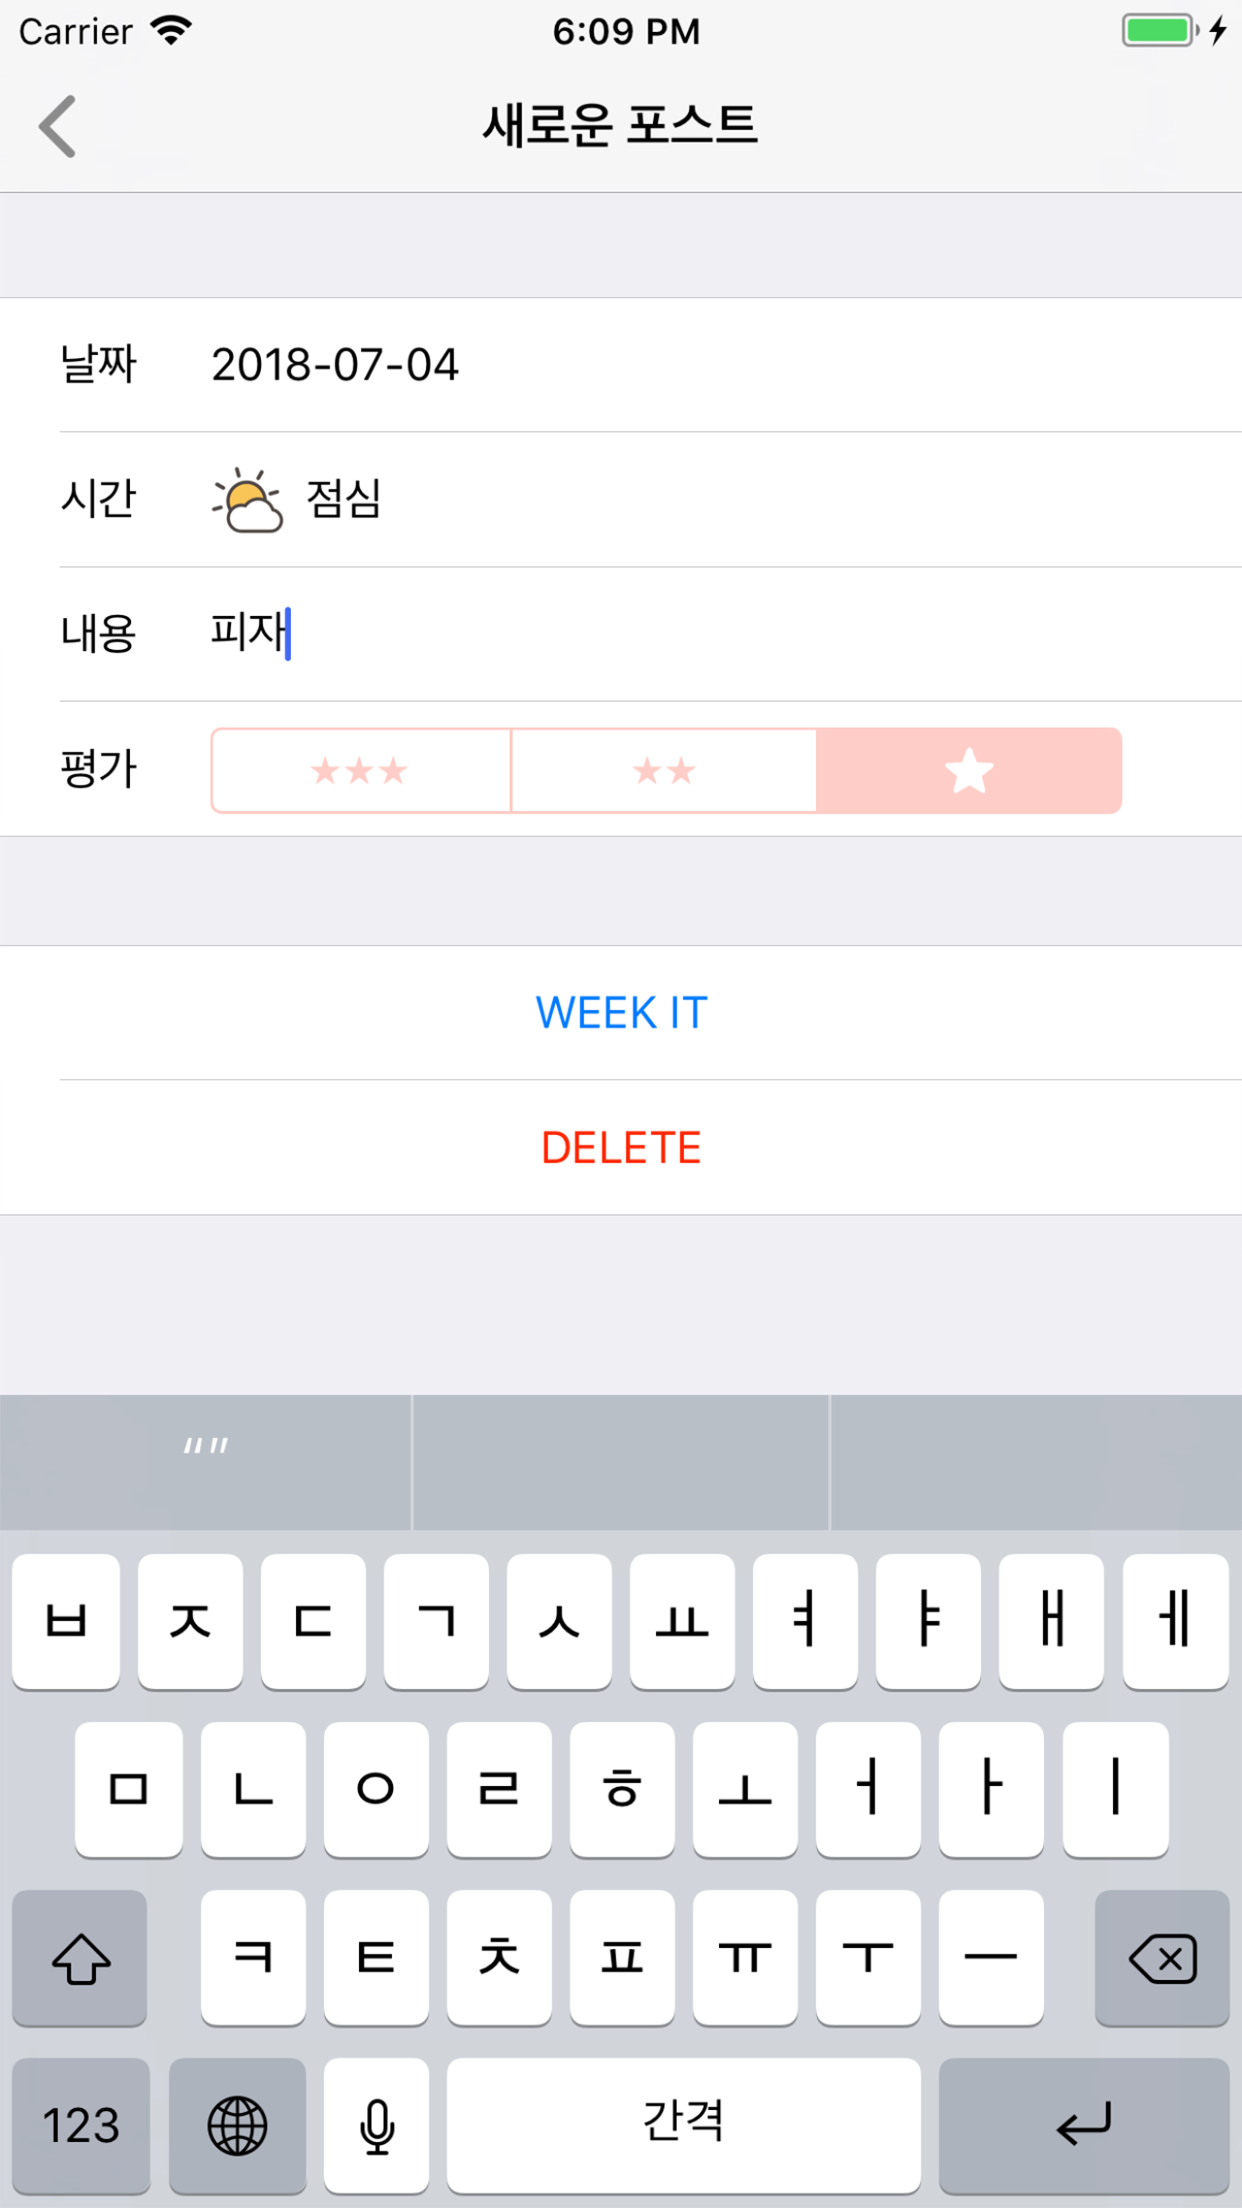 Carrier 6:09 PM
새로운 포스트
날짜 2018-07-04
시간 점심
내용 피자
평가 ★★★ ★★ ★
WEEK IT
DELETE
“”
ㅂ ㅈ ㄷ ㄱ ㅅ ㅛ ㅕ ㅑ ㅐ ㅔ
ㅁ ㄴ ㅇ ㄹ ㅎ ㅗ ㅓ ㅏ ㅣ
ㅋ ㅌ ㅊ ㅍ ㅠ ㅜ ㅡ
123 간격